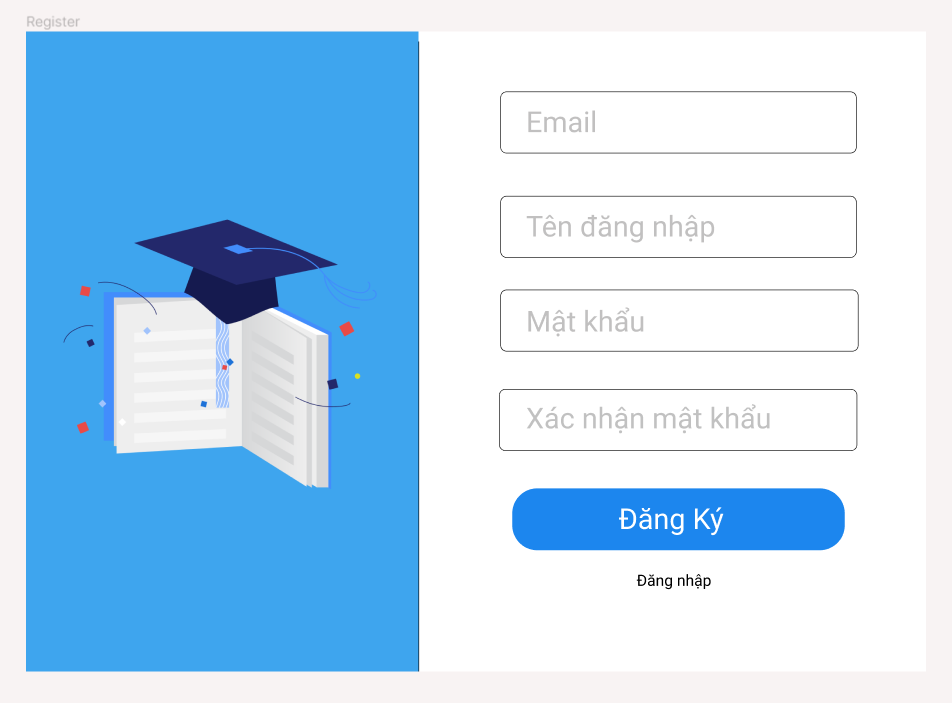 Register
Email
Tên đăng nhập
Mật khẩu
Xác nhận mật khẩu
Đăng Ký
Đăng nhập